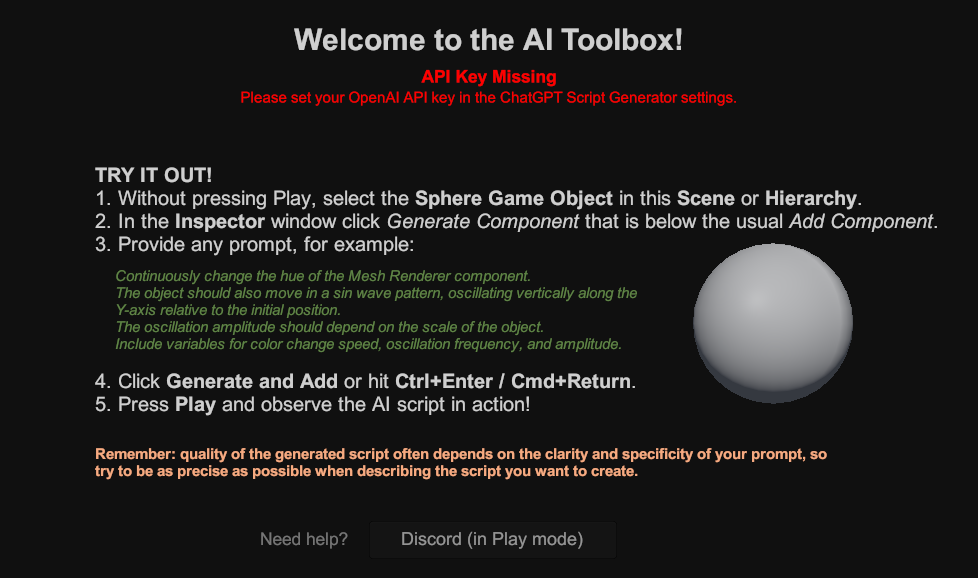 Welcome to the AI Toolbox!
API Key Missing
Please set your OpenAI API key in the ChatGPT Script Generator settings.
TRY IT OUT!
1. Without pressing Play, select the Sphere Game Object in this Scene or Hierarchy.
2. In the Inspector window click Generate Component that is below the usual Add Component.
3. Provide any prompt, for example:
Continuously change the hue of the Mesh Renderer component.
The object should also move in a sin wave pattern, oscillating vertically along the
Y-axis relative to the initial position.
The oscillation amplitude should depend on the scale of the object.
Include variables for color change speed, oscillation frequency, and amplitude.
4. Click Generate and Add or hit Ctrl+Enter / Cmd+Return.
5. Press Play and observe the AI script in action!
Remember: quality of the generated script often depends on the clarity and specificity of your prompt, so
try to be as precise as possible when describing the script you want to create.
Need help?
Discord (in Play mode)